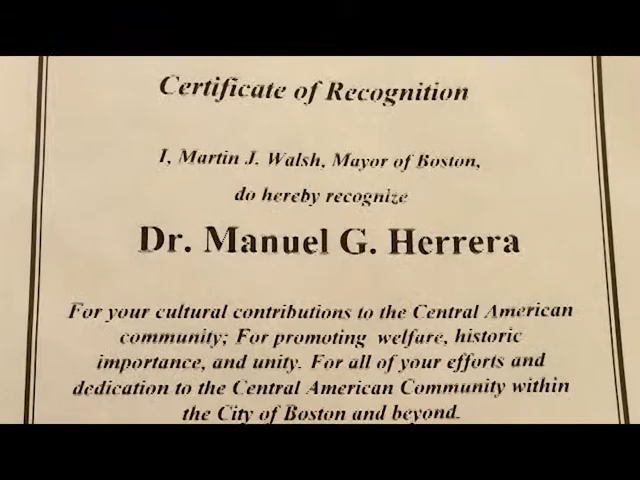 Certificate of Recognition
I, Martin J. Walsh, Mayor of Boston,
do hereby recognize
Dr. Manuel G. Herrera
For your cultural contributions to the Central American
community; For promoting welfare, historic
importance, and unity. For all of your efforts and
dedication to the Central American Community within
the City of Boston and beyond.